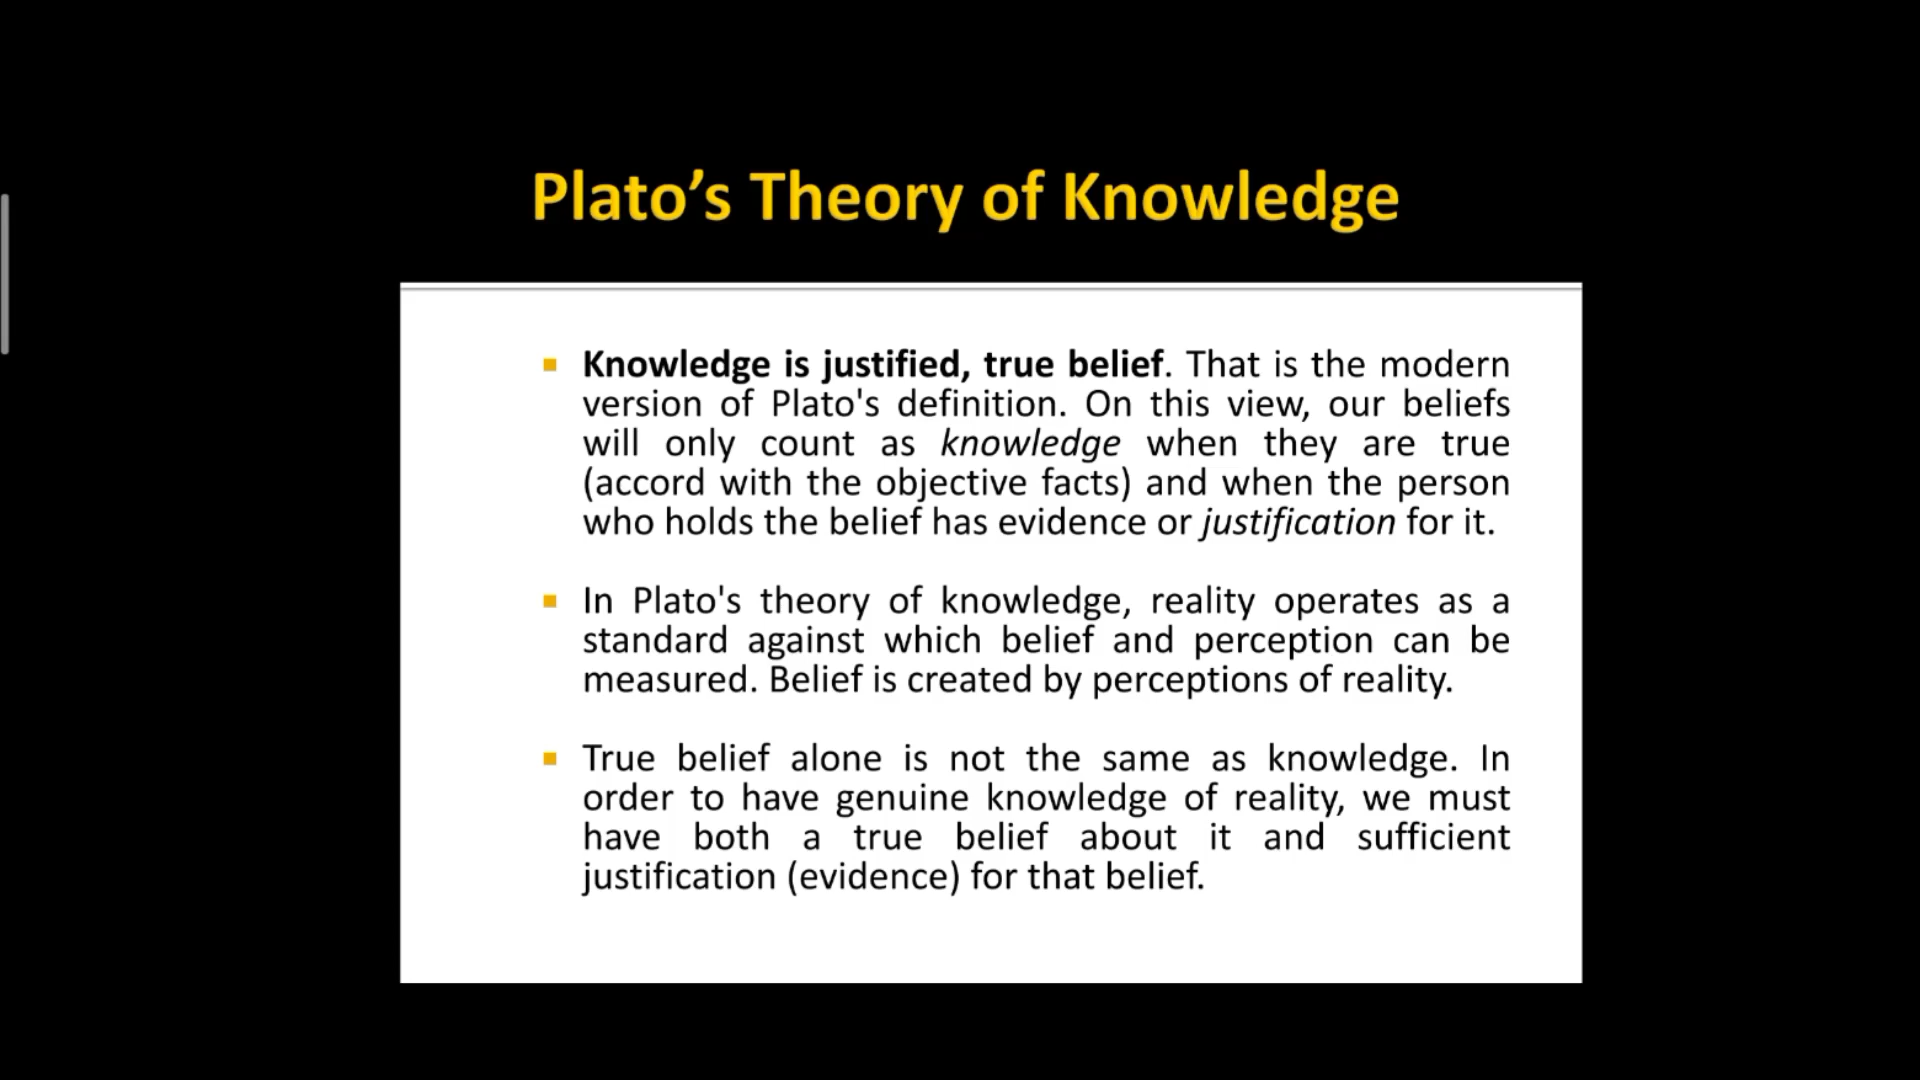 Plato’s Theory of Knowledge
▪ Knowledge is justified, true belief. That is the modern
version of Plato's definition. On this view, our beliefs
will only count as knowledge when they are true
(accord with the objective facts) and when the person
who holds the belief has evidence or justification for it.
▪ In Plato's theory of knowledge, reality operates as a
standard against which belief and perception can be
measured. Belief is created by perceptions of reality.
▪ True belief alone is not the same as knowledge. In
order to have genuine knowledge of reality, we must
have both a true belief about it and sufficient
justification (evidence) for that belief.